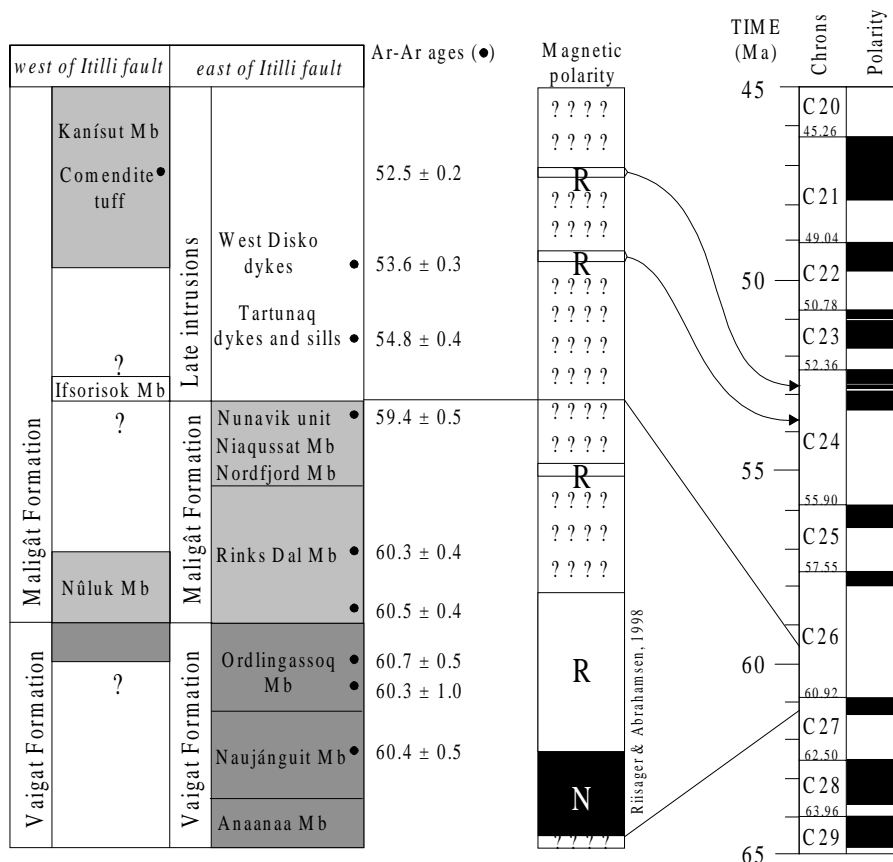 west of Itilli fault
east of Itilli fault
Ar-Ar ages (●)
Magnetic
polarity
TIME
(Ma)
Chrons
Polarity
Maligât Formation
Vaigat Formation
Kanísut Mb
Comendite
tuff
?
Ifsorisok Mb
?
Nûluk Mb
?
Late intrusions
Maligât Formation
Vaigat Formation
West Disko
dykes
Tartunaq
dykes and sills
Nunavik unit
Niaqussat Mb
Nordfjord Mb
Rinks Dal Mb
Ordlingassoq
Mb
Naujánguit Mb
Anaanaa Mb
52.5 ± 0.2
53.6 ± 0.3
54.8 ± 0.4
59.4 ± 0.5
60.3 ± 0.4
60.5 ± 0.4
60.7 ± 0.5
60.3 ± 1.0
60.4 ± 0.5
? ? ? ?
? ? ? ?
R
? ? ? ?
? ? ? ?
R
? ? ? ?
? ? ? ?
? ? ? ?
? ? ? ?
? ? ? ?
? ? ? ?
R
? ? ? ?
? ? ? ?
? ? ? ?
R
N
? ? ? ?
Riisager & Abrahamsen, 1998
45
50
55
60
65
C20
45.26
C21
49.04
C22
50.78
C23
52.36
C24
55.90
C25
57.55
C26
60.92
C27
62.50
C28
63.96
C29